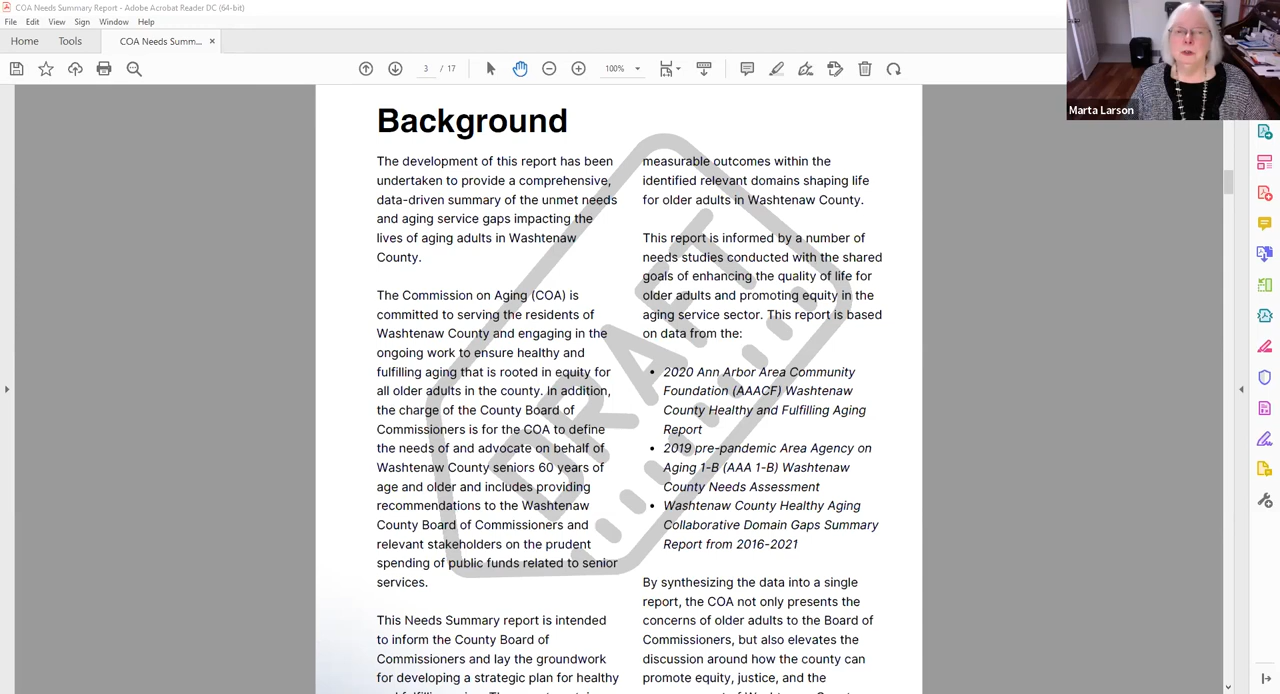 COA Needs Summary Report - Adobe Acrobat Reader DC (64-bit)
File Edit View Sign Window Help
Home Tools COA Needs Summ... ×
3 / 17 100%
Marta Larson
Background
The development of this report has been
undertaken to provide a comprehensive,
data-driven summary of the unmet needs
and aging service gaps impacting the
lives of aging adults in Washtenaw
County.
The Commission on Aging (COA) is
committed to serving the residents of
Washtenaw County and engaging in the
ongoing work to ensure healthy and
fulfilling aging that is rooted in equity for
all older adults in the county. In addition,
the charge of the County Board of
Commissioners is for the COA to define
the needs of and advocate on behalf of
Washtenaw County seniors 60 years of
age and older and includes providing
recommendations to the Washtenaw
County Board of Commissioners and
relevant stakeholders on the prudent
spending of public funds related to senior
services.
This Needs Summary report is intended
to inform the County Board of
Commissioners and lay the groundwork
for developing a strategic plan for healthy
measurable outcomes within the
identified relevant domains shaping life
for older adults in Washtenaw County.
This report is informed by a number of
needs studies conducted with the shared
goals of enhancing the quality of life for
older adults and promoting equity in the
aging service sector. This report is based
on data from the:
• 2020 Ann Arbor Area Community
Foundation (AAACF) Washtenaw
County Healthy and Fulfilling Aging
Report
• 2019 pre-pandemic Area Agency on
Aging 1-B (AAA 1-B) Washtenaw
County Needs Assessment
• Washtenaw County Healthy Aging
Collaborative Domain Gaps Summary
Report from 2016-2021
By synthesizing the data into a single
report, the COA not only presents the
concerns of older adults to the Board of
Commissioners, but also elevates the
discussion around how the county can
promote equity, justice, and the
DRAFT